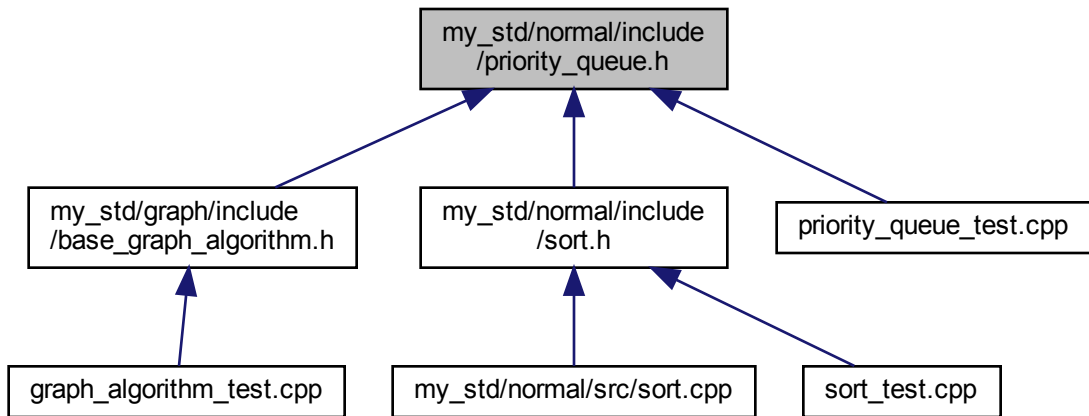 my_std/normal/include
/priority_queue.h
my_std/graph/include
/base_graph_algorithm.h
my_std/normal/include
/sort.h
priority_queue_test.cpp
graph_algorithm_test.cpp
my_std/normal/src/sort.cpp
sort_test.cpp